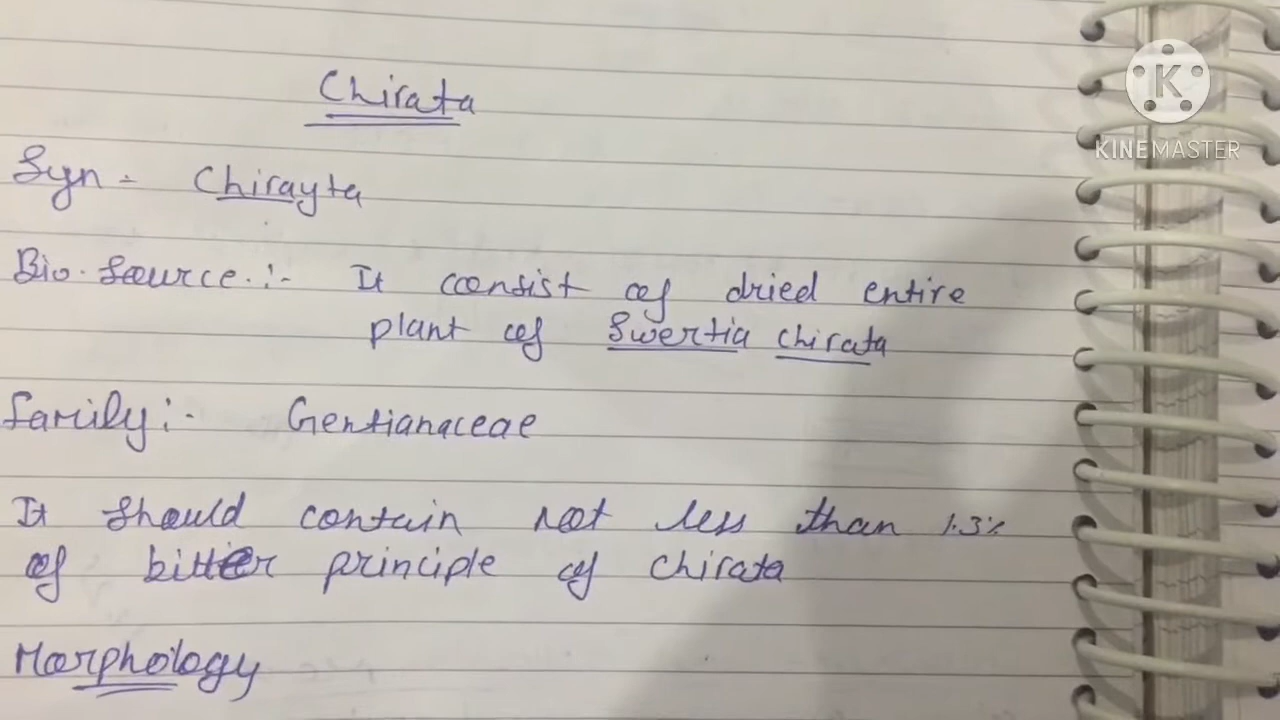 Chirata
Syn - Chirayta
Bio. Source :- It consist of dried entire
plant of Swertia chirata
Family :- Gentianaceae
It should contain not less than 1.3%
of bitter principle of chirata
Morphology
K
KINEMASTER